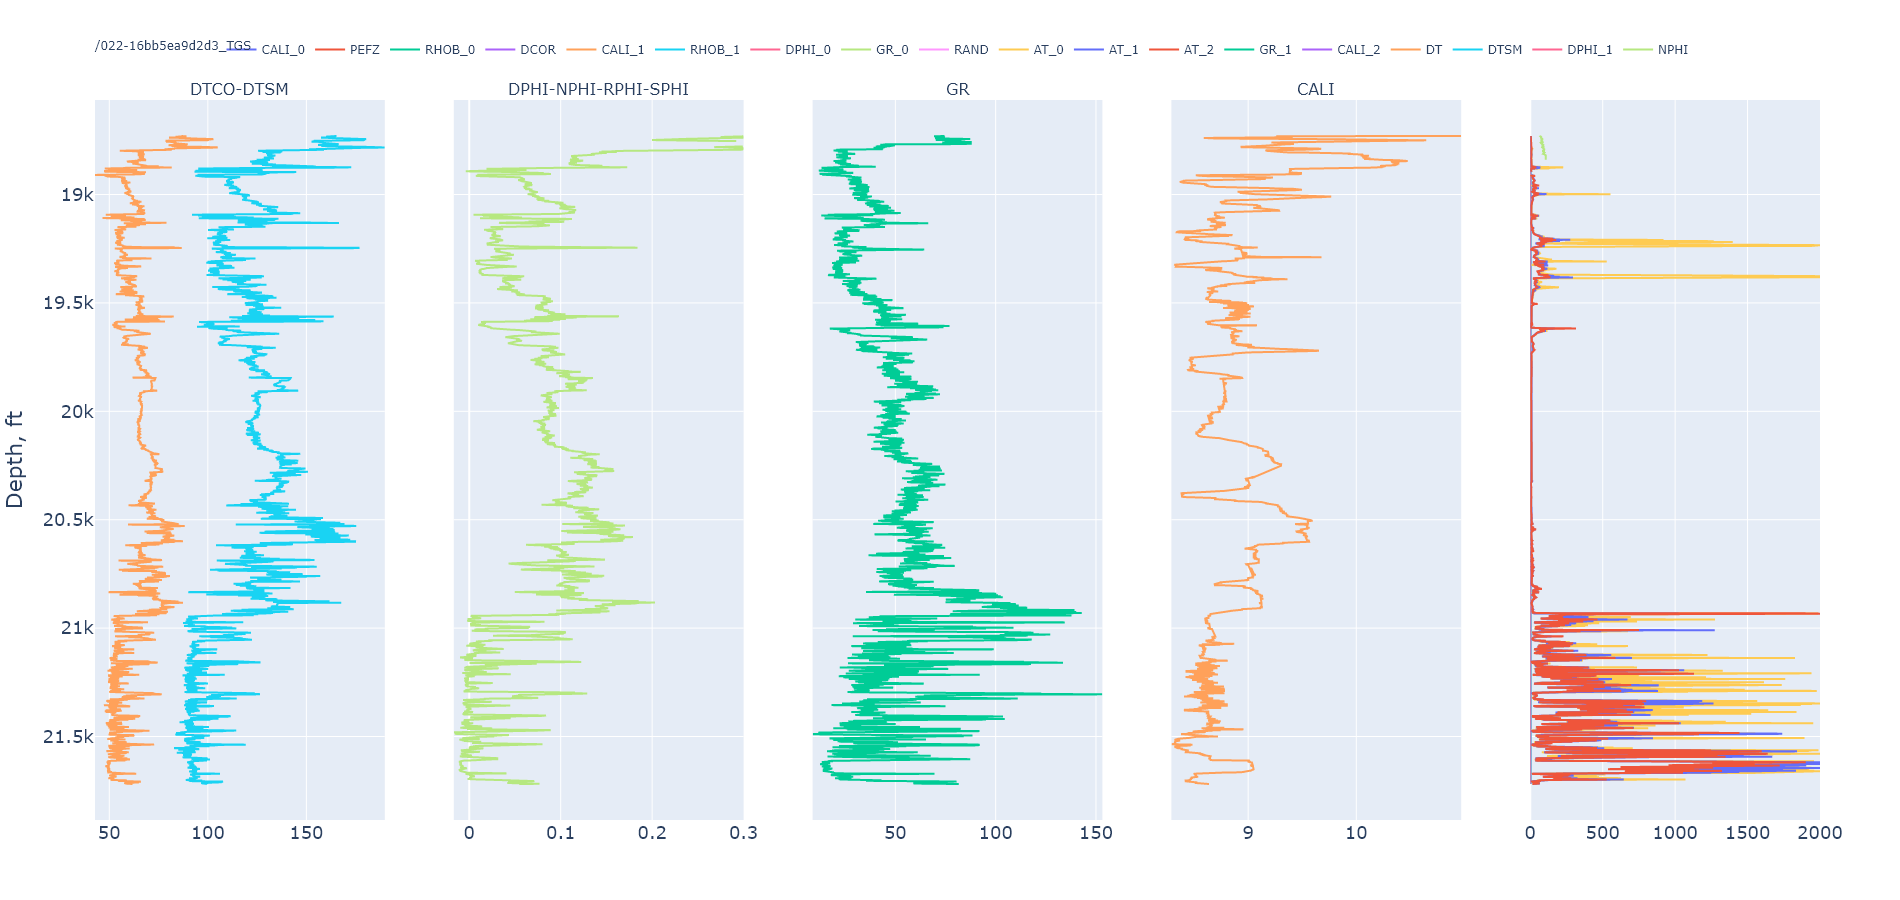 /022-16bb5ea9d2d3_TGS CALI_0 PEFZ RHOB_0 DCOR CALI_1 RHOB_1 DPHI_0 GR_0 RAND AT_0 AT_1 AT_2 GR_1 CALI_2 DT DTSM DPHI_1 NPHI
DTCO-DTSM DPHI-NPHI-RPHI-SPHI GR CALI
Depth, ft
19k
19.5k
20k
20.5k
21k
21.5k
50 100 150 0 0.1 0.2 0.3 50 100 150 9 10 0 500 1000 1500 2000